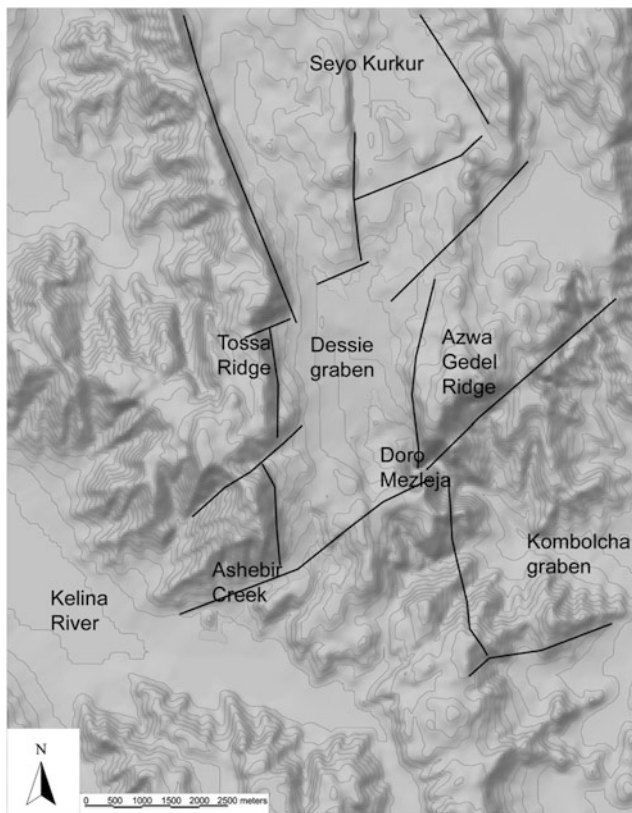 Seyo Kurkur
Tossa
Ridge
Dessie
graben
Azwa
Gedel
Ridge
Doro
Mezleja
Kombolcha
graben
Ashebir
Creek
Kelina
River
N
0 500 1000 1500 2000 2500 meters